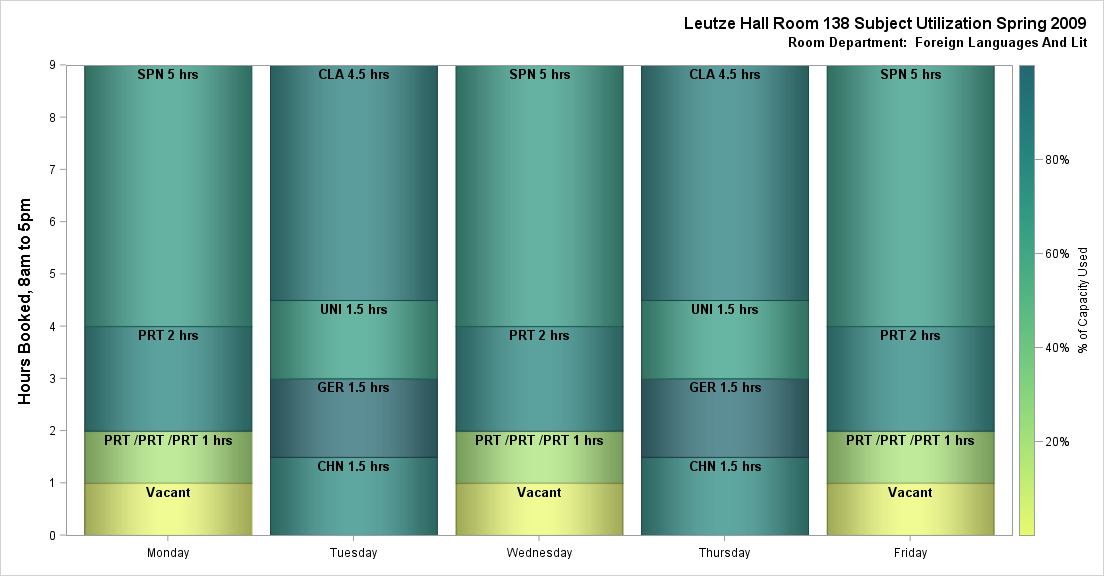 Leutze Hall Room 138 Subject Utilization Spring 2009
Room Department:  Foreign Languages And Lit
Hours Booked, 8am to 5pm
9
8
7
6
5
4
3
2
1
0
SPN 5 hrs
PRT 2 hrs
PRT /PRT /PRT 1 hrs
Vacant
Monday
CLA 4.5 hrs
UNI 1.5 hrs
GER 1.5 hrs
CHN 1.5 hrs
Tuesday
SPN 5 hrs
PRT 2 hrs
PRT /PRT /PRT 1 hrs
Vacant
Wednesday
CLA 4.5 hrs
UNI 1.5 hrs
GER 1.5 hrs
CHN 1.5 hrs
Thursday
SPN 5 hrs
PRT 2 hrs
PRT /PRT /PRT 1 hrs
Vacant
Friday
80%
60%
40%
20%
% of Capacity Used